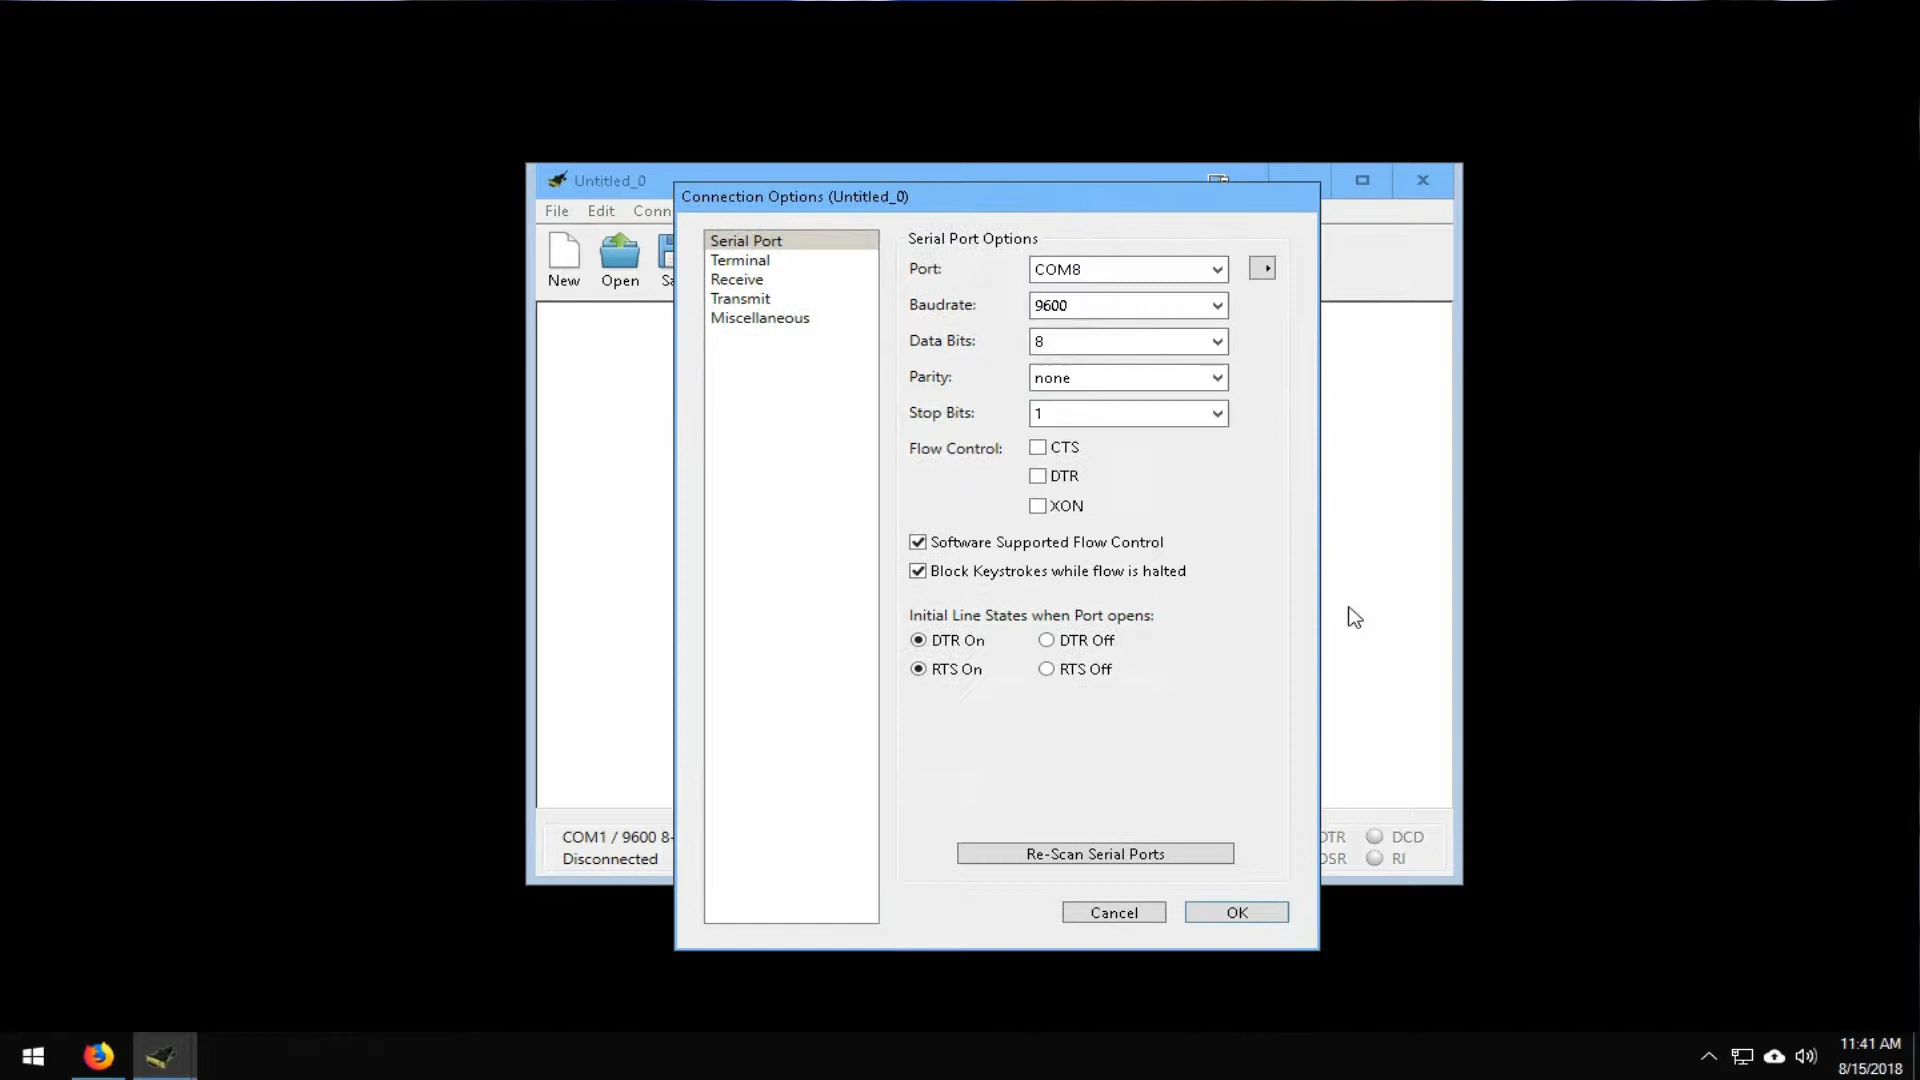 Untitled_0
Connection Options (Untitled_0)
File Edit Conn
New Open Sa
Serial Port
Terminal
Receive
Transmit
Miscellaneous
Serial Port Options
Port: COM8
Baudrate: 9600
Data Bits: 8
Parity: none
Stop Bits: 1
Flow Control: CTS
DTR
XON
Software Supported Flow Control
Block Keystrokes while flow is halted
Initial Line States when Port opens:
DTR On DTR Off
RTS On RTS Off
Re-Scan Serial Ports
Cancel OK
COM1 / 9600 8-
Disconnected
DTR DCD
DSR RI
11:41 AM
8/15/2018